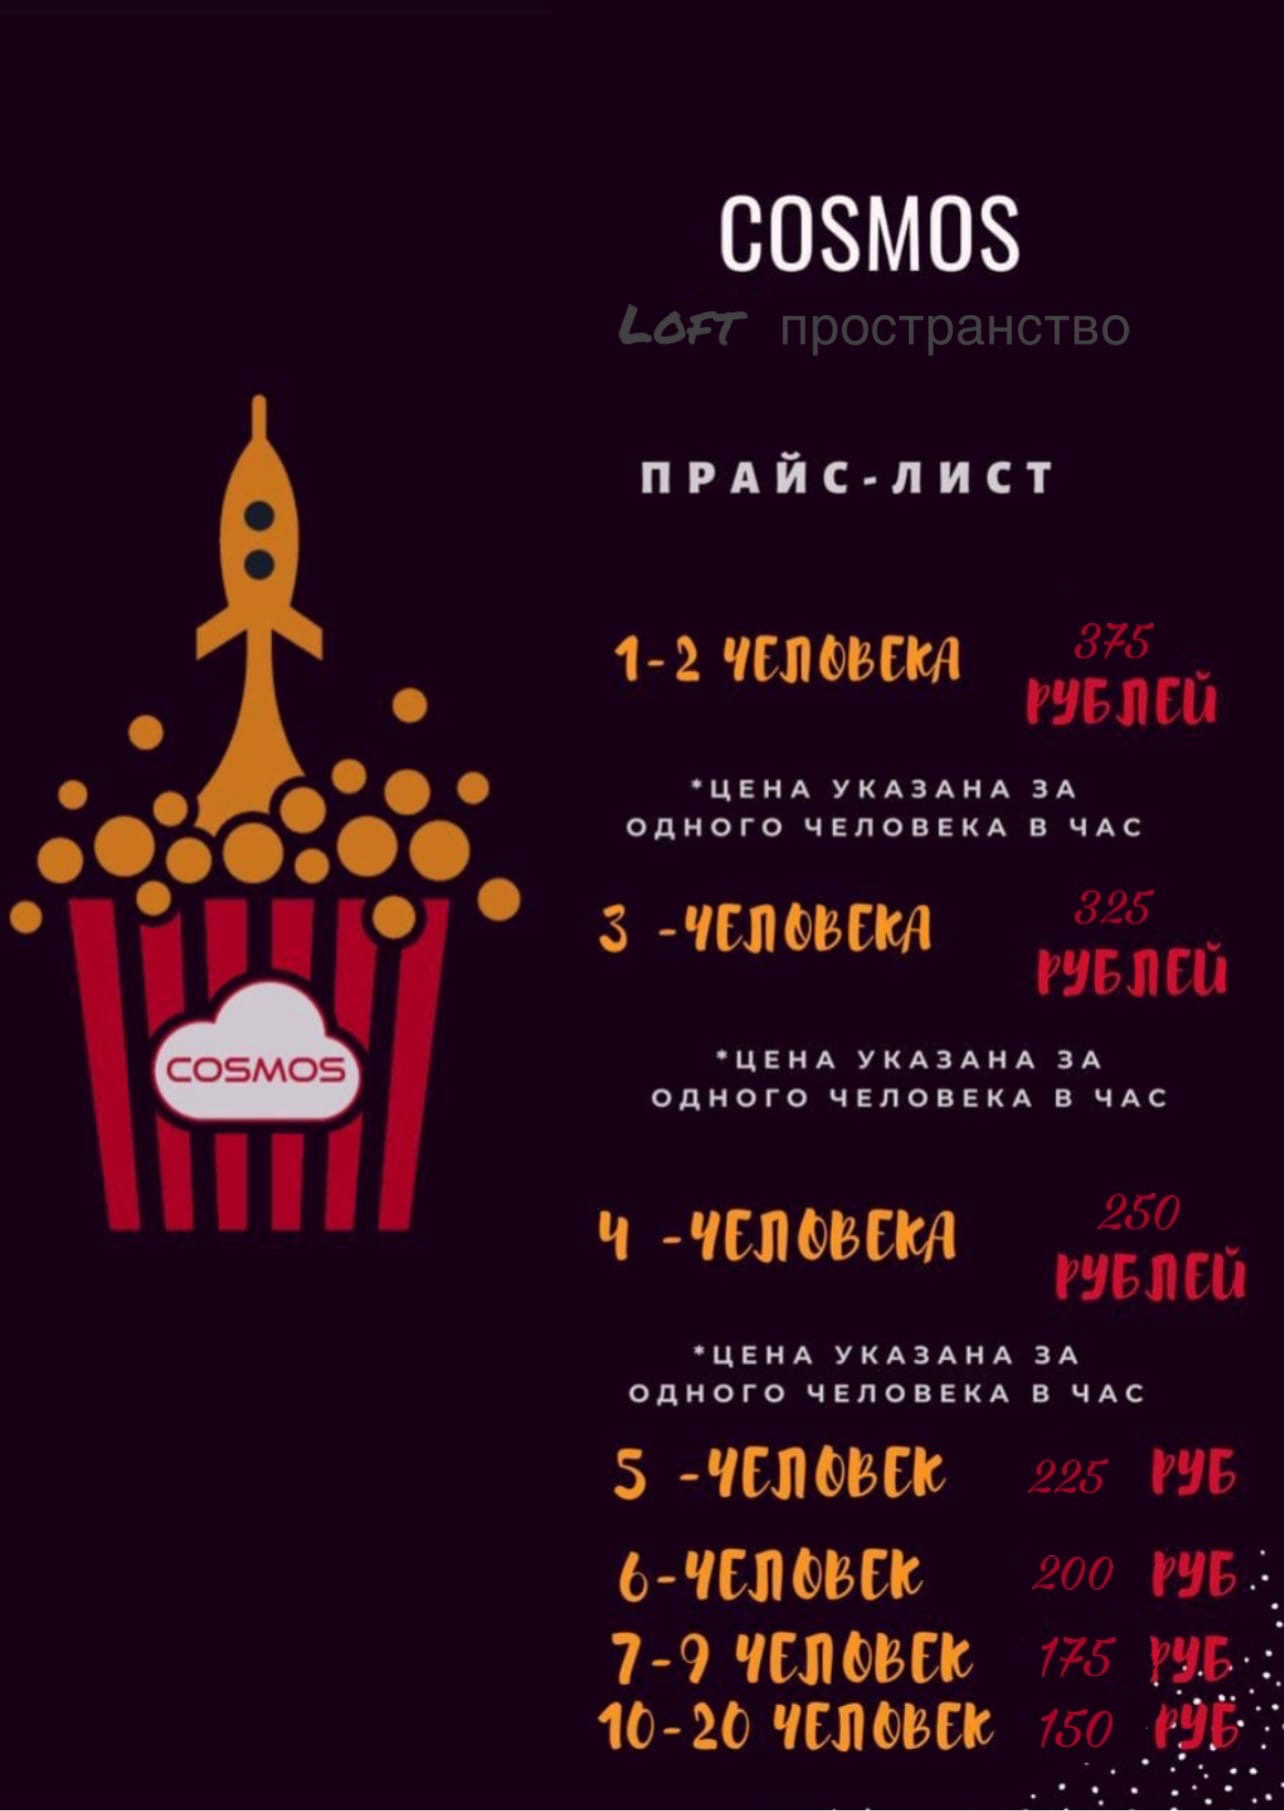 COSMOS
LOFT пространство
ПРАЙС-ЛИСТ
1-2 ЧЕЛОВЕКА 375
РУБЛЕЙ
*ЦЕНА УКАЗАНА ЗА
ОДНОГО ЧЕЛОВЕКА В ЧАС
3 -ЧЕЛОВЕКА 325
РУБЛЕЙ
*ЦЕНА УКАЗАНА ЗА
ОДНОГО ЧЕЛОВЕКА В ЧАС
COSMOS
4 -ЧЕЛОВЕКА 250
РУБЛЕЙ
*ЦЕНА УКАЗАНА ЗА
ОДНОГО ЧЕЛОВЕКА В ЧАС
5 -ЧЕЛОВЕК 225 РУБ
6-ЧЕЛОВЕК 200 РУБ
7-9 ЧЕЛОВЕК 175 РУБ
10-20 ЧЕЛОВЕК 150 РУБ